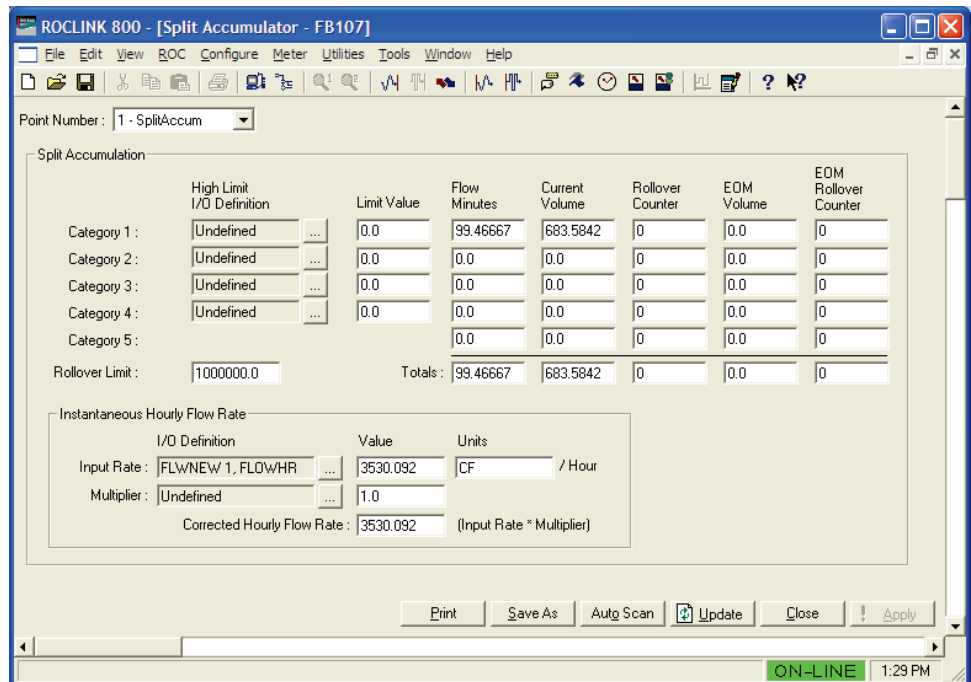 ROCLINK 800 - [Split Accumulator - FB107]
File Edit View ROC Configure Meter Utilities Tools Window Help
Point Number : 1 - SplitAccum
Split Accumulation
High Limit I/O Definition Limit Value Flow Minutes Current Volume Rollover Counter EOM Volume EOM Rollover Counter
Category 1 : Undefined ... 0.0 99.46667 683.5842 0 0.0 0
Category 2 : Undefined ... 0.0 0.0 0.0 0 0.0 0
Category 3 : Undefined ... 0.0 0.0 0.0 0 0.0 0
Category 4 : Undefined ... 0.0 0.0 0.0 0 0.0 0
Category 5 : 0.0 0.0 0 0.0 0
Rollover Limit : 1000000.0 Totals : 99.46667 683.5842 0 0.0 0
Instantaneous Hourly Flow Rate
I/O Definition Value Units
Input Rate : FLWNEW 1, FLOWHR ... 3530.092 CF / Hour
Multiplier : Undefined ... 1.0
Corrected Hourly Flow Rate : 3530.092 (Input Rate * Multiplier)
Print Save As Auto Scan Update Close ! Apply
ON-LINE 1:29 PM